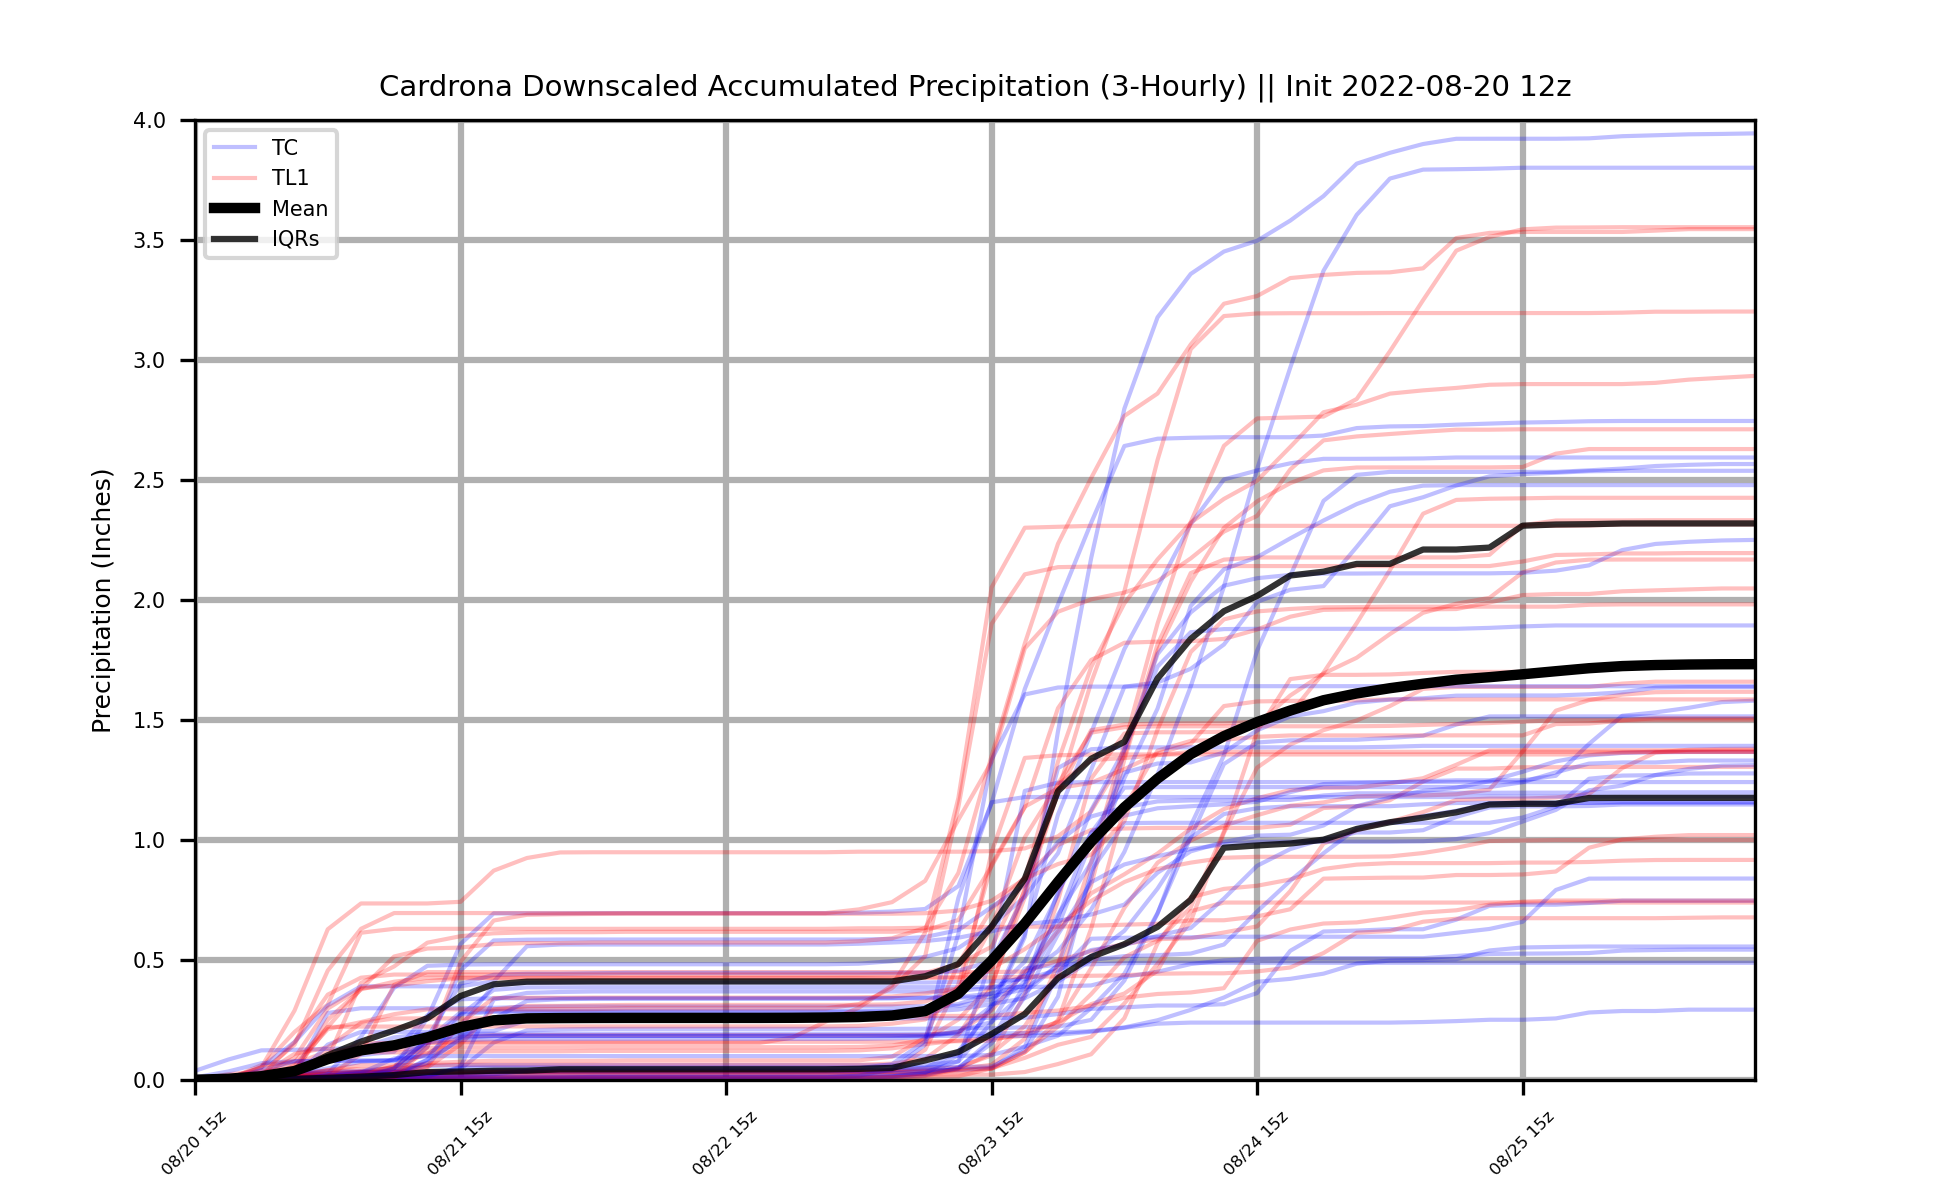 Cardrona Downscaled Accumulated Precipitation (3-Hourly) || Init 2022-08-20 12z
4.0
3.5
3.0
2.5
2.0
1.5
1.0
0.5
0.0
Precipitation (Inches)
TC
TL1
Mean
IQRs
08/20 15z
08/21 15z
08/22 15z
08/23 15z
08/24 15z
08/25 15z